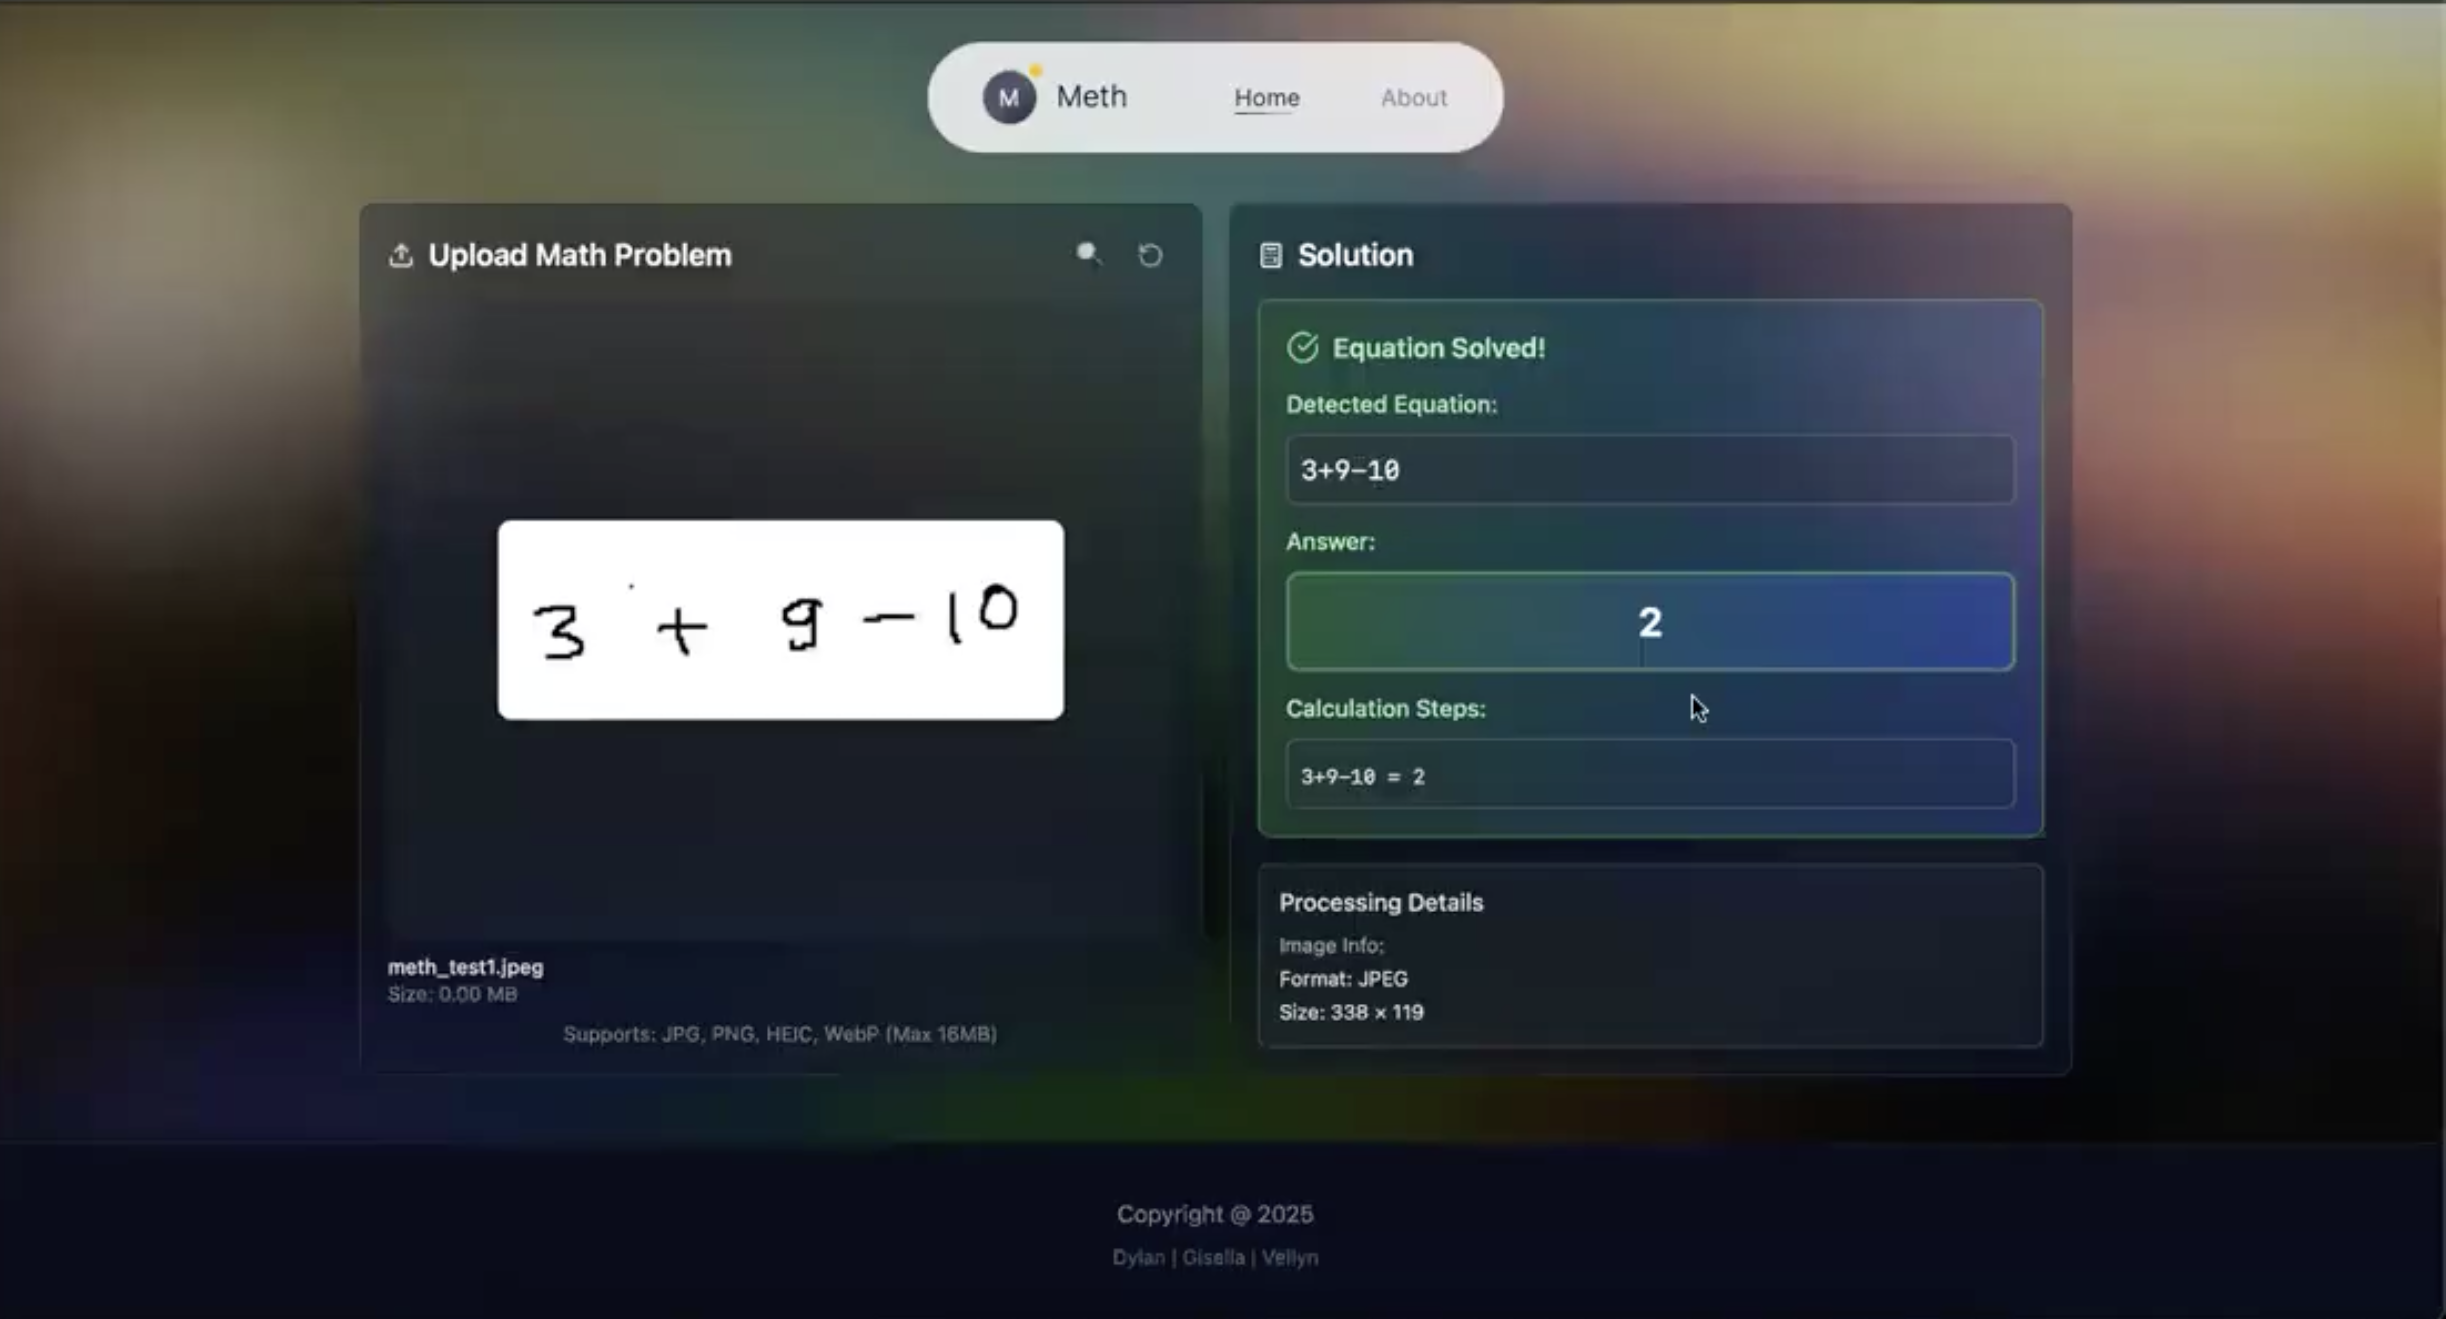 M Meth Home About
Upload Math Problem
3 + 9 - 10
meth_test1.jpeg
Size: 0.00 MB
Supports: JPG, PNG, HEIC, WebP (Max 16MB)
Solution
Equation Solved!
Detected Equation:
3+9-10
Answer:
2
Calculation Steps:
3+9-10 = 2
Processing Details
Image Info:
Format: JPEG
Size: 338 × 119
Copyright @ 2025
Dylan | Gisella | Vellyn